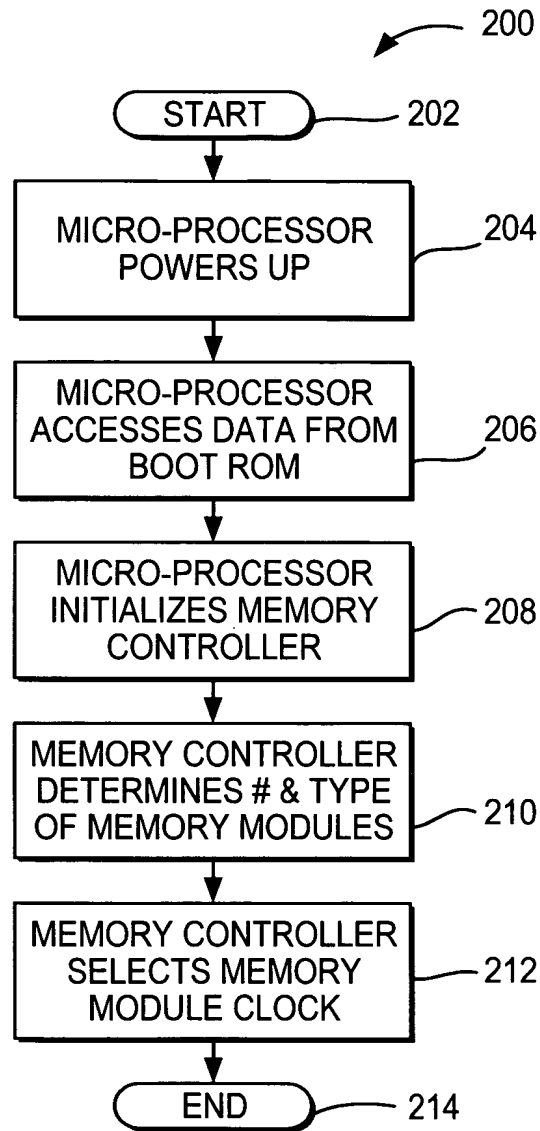 200
START
202
MICRO-PROCESSOR
POWERS UP
204
MICRO-PROCESSOR
ACCESSES DATA FROM
BOOT ROM
206
MICRO-PROCESSOR
INITIALIZES MEMORY
CONTROLLER
208
MEMORY CONTROLLER
DETERMINES # & TYPE
OF MEMORY MODULES
210
MEMORY CONTROLLER
SELECTS MEMORY
MODULE CLOCK
212
END
214